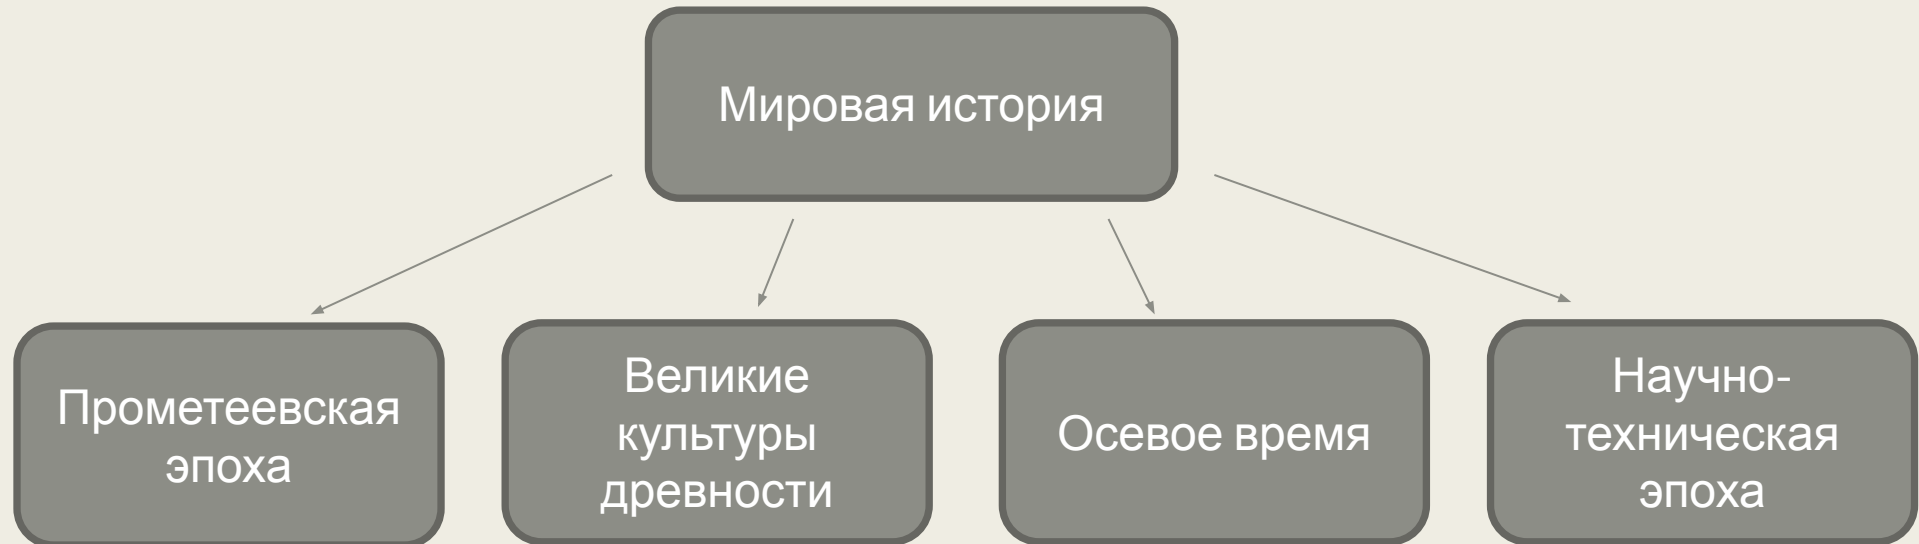 Мировая история
Прометеевская
эпоха
Великие
культуры
древности
Осевое время
Научно-
техническая
эпоха